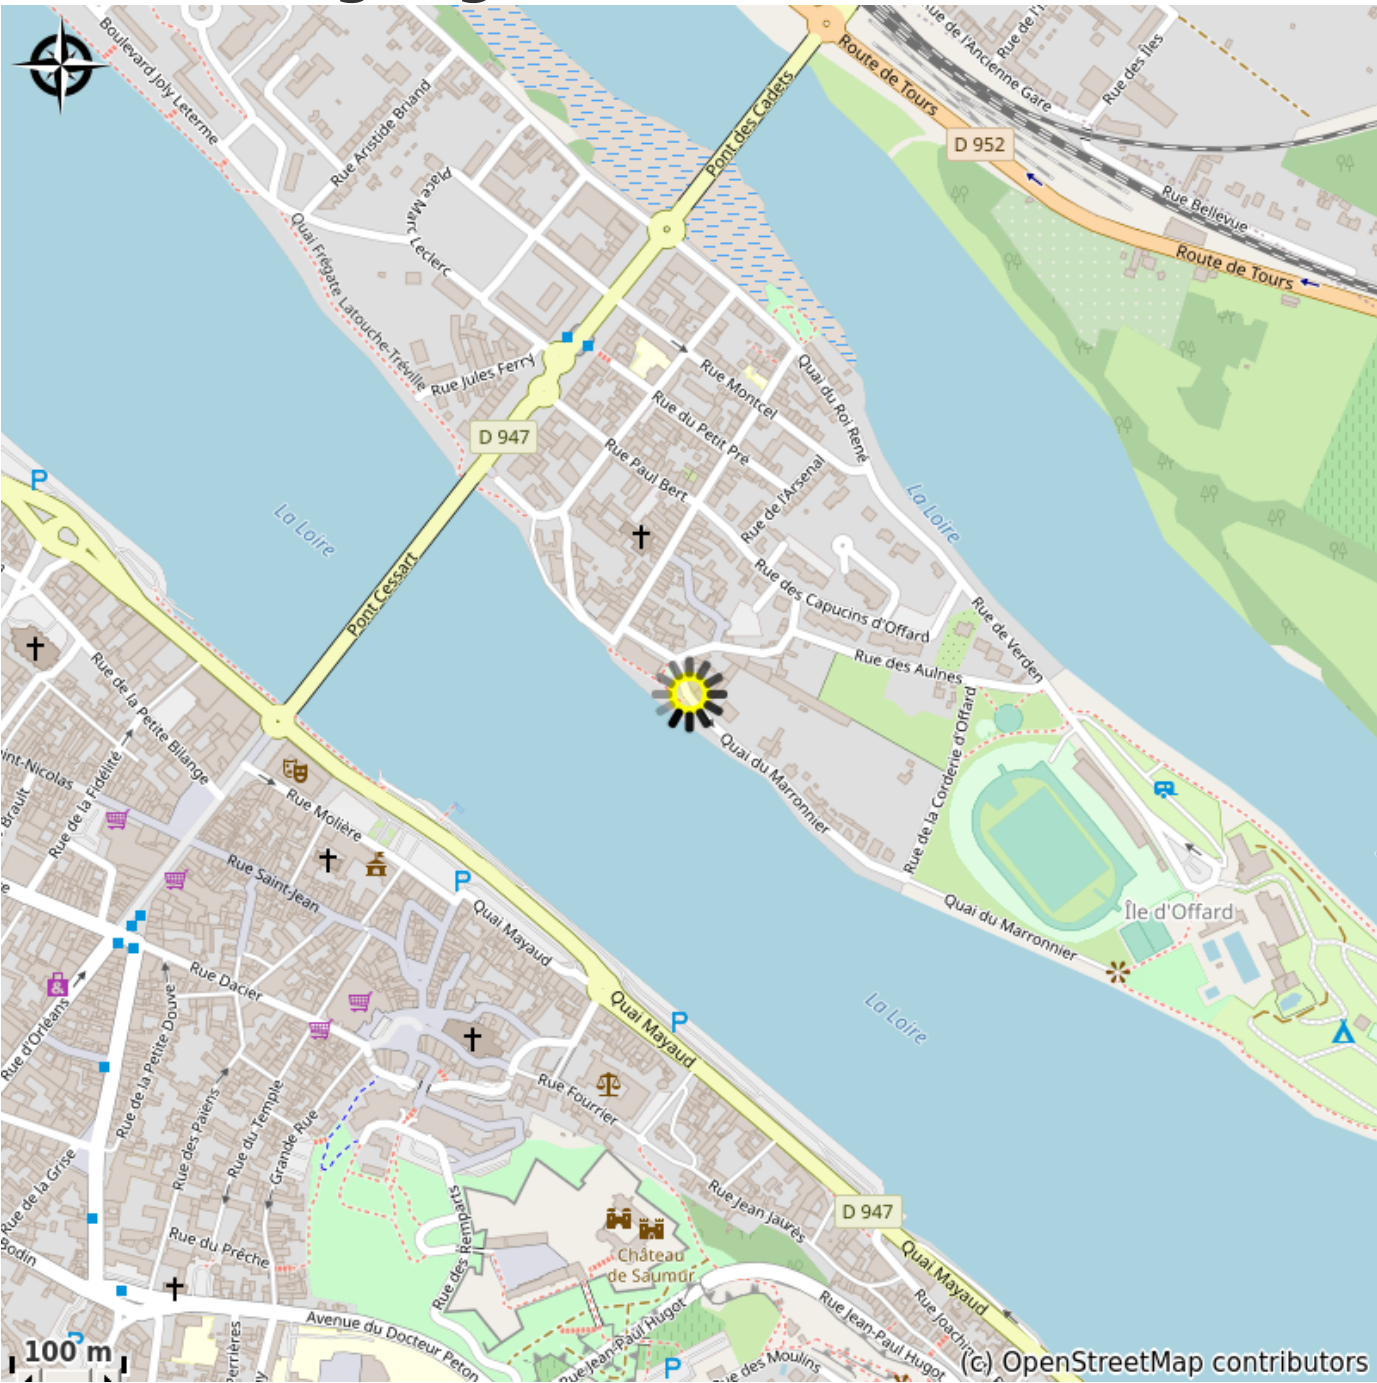 Boulevard Joly Leterme
Rue Aristide Briand
Place Marc Leclerc
Quai Frégate Latouche-Tréville
Rue Jules Ferry
Pont des Cadets
Route de Tours
D 952
Rue de l'Ancienne Gare
Rue des Îles
Rue Bellevue
Route de Tours
D 947
Rue Montcel
Rue du Petit Pré
Rue Paul Bert
Rue de l'Arsenal
Quai du Roi René
La Loire
La Loire
Pont Cessart
Rue des Capucins d'Offard
Rue de Verden
Rue des Aulnes
Rue de la Corderie d'Offard
Quai du Marronnier
Quai du Marronnier
Île d'Offard
La Loire
P
Rue de la Petite Bilange
Rue de la Fidélité
int-Nicolas
Brault
Rue Molière
Rue Saint-Jean
P
Quai Mayaud
Rue Dacier
Rue d'Orléans
Rue de la Petite Douve
Rue des Païens
Rue du Temple
Grande Rue
Rue de la Grise
Bodin
Rue du Prêche
Quai Mayaud
P
Rue Fourrier
Rue Jean Jaurès
D 947
Quai Mayaud
Château
de Saumur
Rue des Remparts
Rue Jean-Paul Hugot
Rue Jean-Paul Hugot
Rue Joachim
Avenue du Docteur Peton
Perrières
P
P
ue des Moulins
100 m
(c) OpenStreetMap contributors